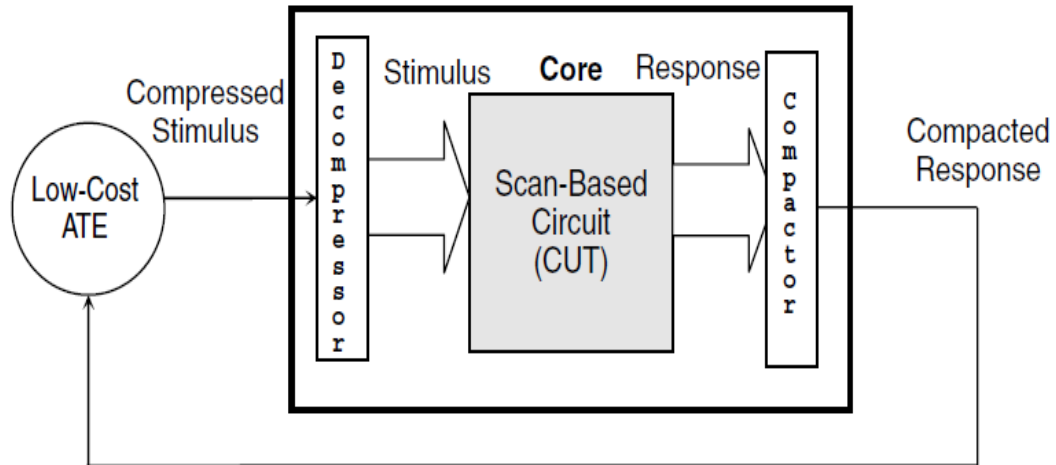 Low-Cost
ATE
Compressed
Stimulus
Decompressor
Stimulus
Core
Scan-Based
Circuit
(CUT)
Response
Compactor
Compacted
Response